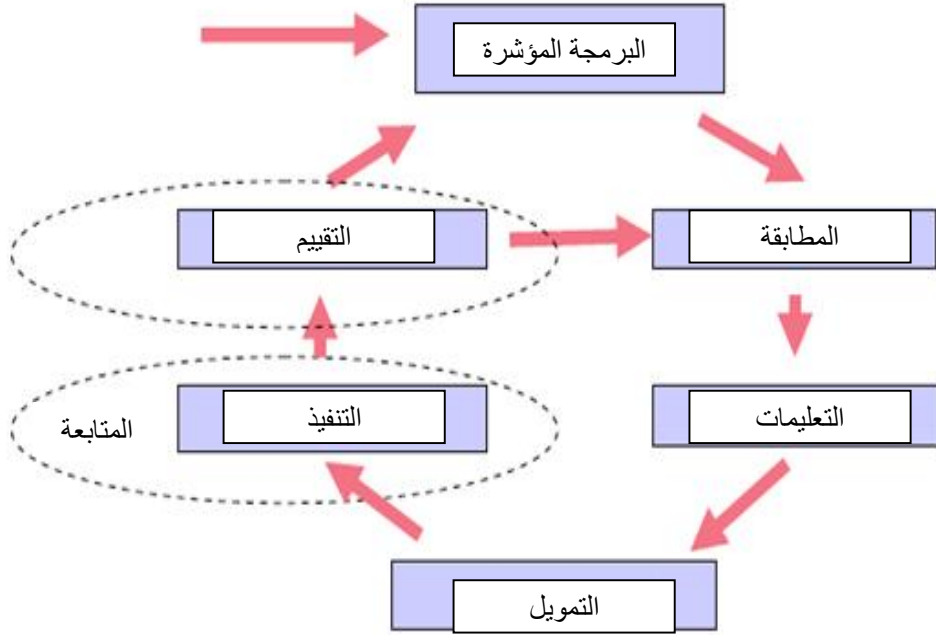 البرمجة المؤشرة
التقييم
المطابقة
المتابعة
التنفيذ
التعليمات
التمويل